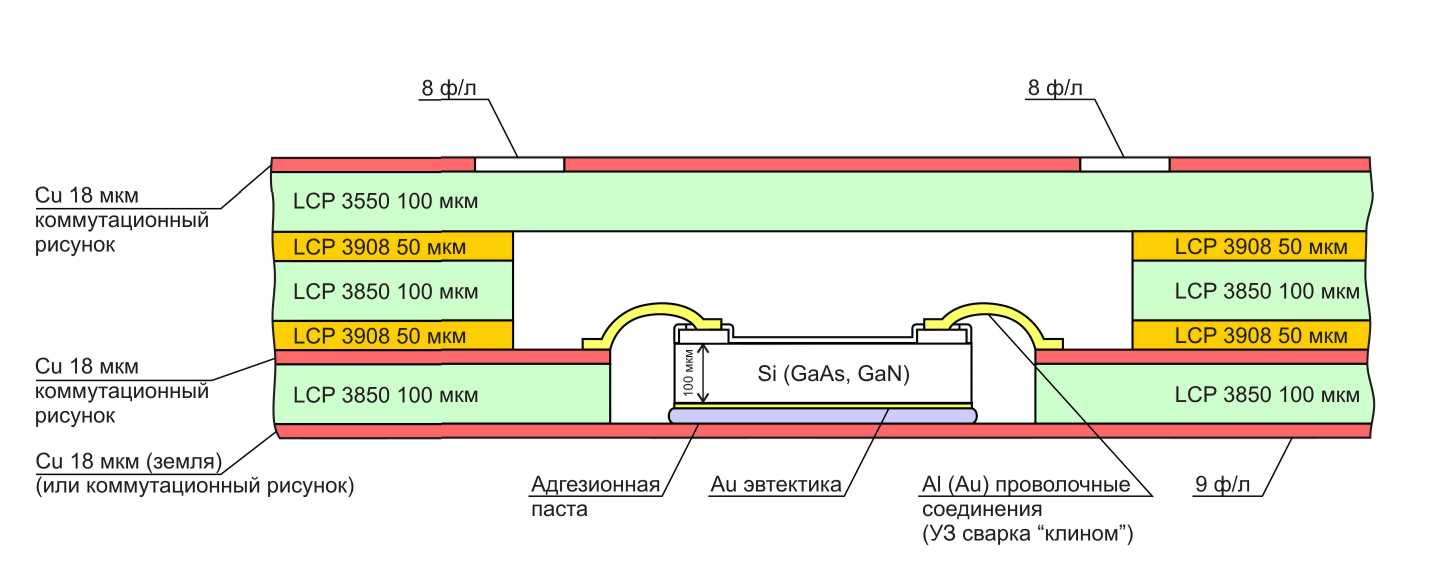 8 ф/л
8 ф/л
Cu 18 мкм
коммутационный
рисунок
LCP 3550 100 мкм
LCP 3908 50 мкм
LCP 3908 50 мкм
LCP 3850 100 мкм
LCP 3850 100 мкм
LCP 3908 50 мкм
LCP 3908 50 мкм
Cu 18 мкм
коммутационный
рисунок
100 мкм
Si (GaAs, GaN)
LCP 3850 100 мкм
LCP 3850 100 мкм
Cu 18 мкм (земля)
(или коммутационный рисунок)
Адгезионная
паста
Au эвтектика
Al (Au) проволочные
соединения
(УЗ сварка “клином”)
9 ф/л